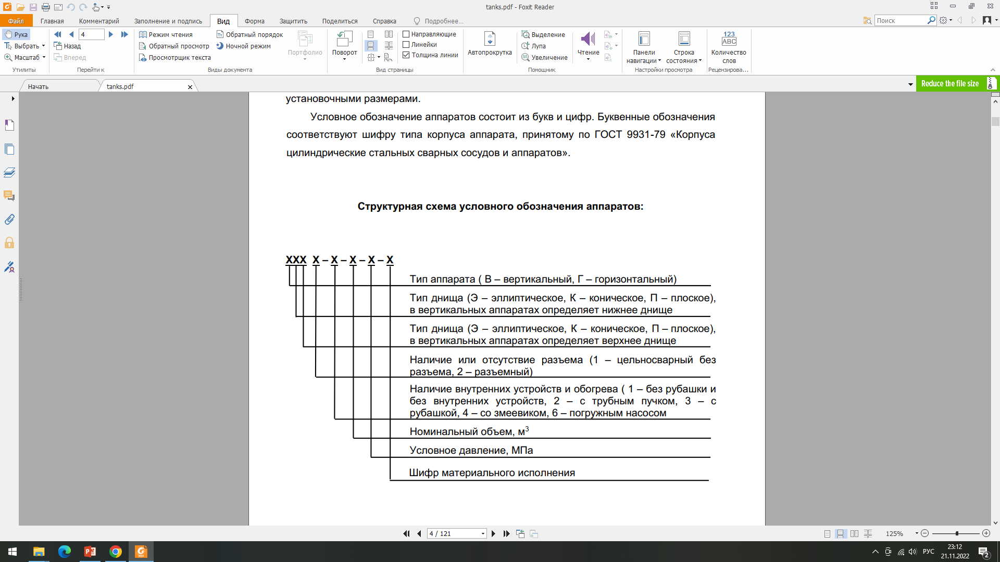 tanks.pdf - Foxit Reader
Файл Главная Комментарий Заполнение и подпись Вид Форма Защитить Поделиться Справка Подробнее... Поиск
Рука 4 Режим чтения Обратный порядок Направляющие Выделение
Выбрать Назад Обратный просмотр Ночной режим Линейки Лупа
Масштаб Вперед Просмотрщик текста Толщина линии Увеличение
Портфолио Поворот Автопрокрутка Чтение Панели навигации Строка состояния 123 ABC Количество слов
Утилиты Перейти к Виды документа Вид страницы Помощник Настройки просмотра Рецензирова...
Начать tanks.pdf Reduce the file size
установочными размерами.
Условное обозначение аппаратов состоит из букв и цифр. Буквенные обозначения
соответствуют шифру типа корпуса аппарата, принятому по ГОСТ 9931-79 «Корпуса
цилиндрические стальных сварных сосудов и аппаратов».
Структурная схема условного обозначения аппаратов:
ХХХ Х – Х – Х – Х – Х
Тип аппарата ( В – вертикальный, Г – горизонтальный)
Тип днища (Э – эллиптическое, К – коническое, П – плоское),
в вертикальных аппаратах определяет нижнее днище
Тип днища (Э – эллиптическое, К – коническое, П – плоское),
в вертикальных аппаратах определяет верхнее днище
Наличие или отсутствие разъема (1 – цельносварный без
разъема, 2 – разъемный)
Наличие внутренних устройств и обогрева ( 1 – без рубашки и
без внутренних устройств, 2 – с трубным пучком, 3 – с
рубашкой, 4 – со змеевиком, 6 – погружным насосом
Номинальный объем, м³
Условное давление, МПа
Шифр материального исполнения
4 / 121 125%
РУС 23:12
21.11.2022 2